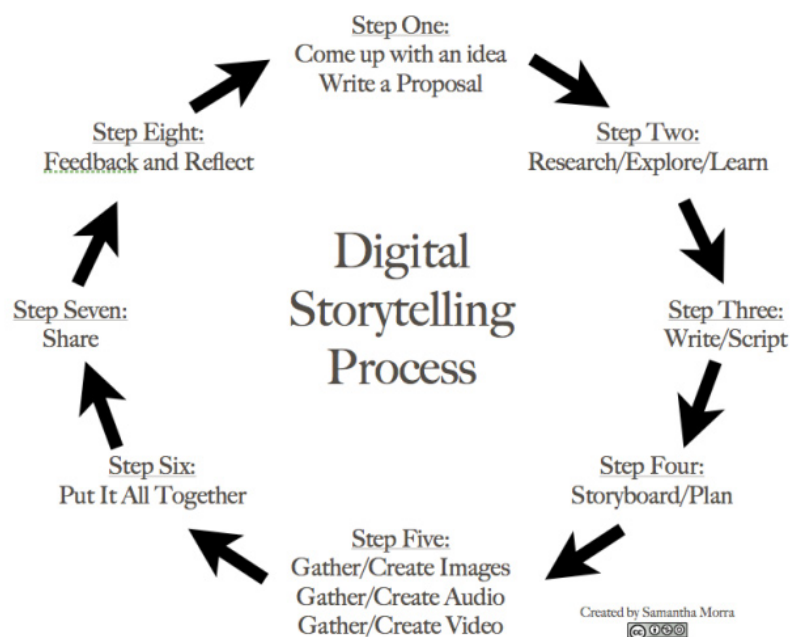 Step One:
Come up with an idea
Write a Proposal
Step Two:
Research/Explore/Learn
Step Three:
Write/Script
Step Four:
Storyboard/Plan
Step Five:
Gather/Create Images
Gather/Create Audio
Gather/Create Video
Step Six:
Put It All Together
Step Seven:
Share
Step Eight:
Feedback and Reflect
Digital
Storytelling
Process
Created by Samantha Morra
cc